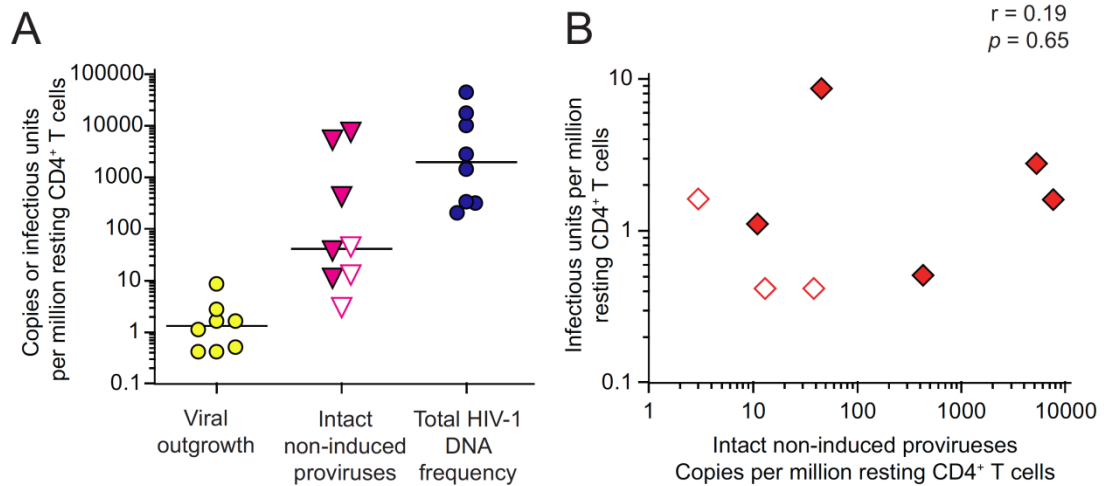 A
Copies or infectious units
per million resting CD4⁺ T cells
100000
10000
1000
100
10
1
0.1
Viral
outgrowth
Intact
non-induced
proviruses
Total HIV-1
DNA
frequency
B
r = 0.19
p = 0.65
Infectious units per million
resting CD4⁺ T cells
10
1
0.1
1
10
100
1000
10000
Intact non-induced provirueses
Copies per million resting CD4⁺ T cells